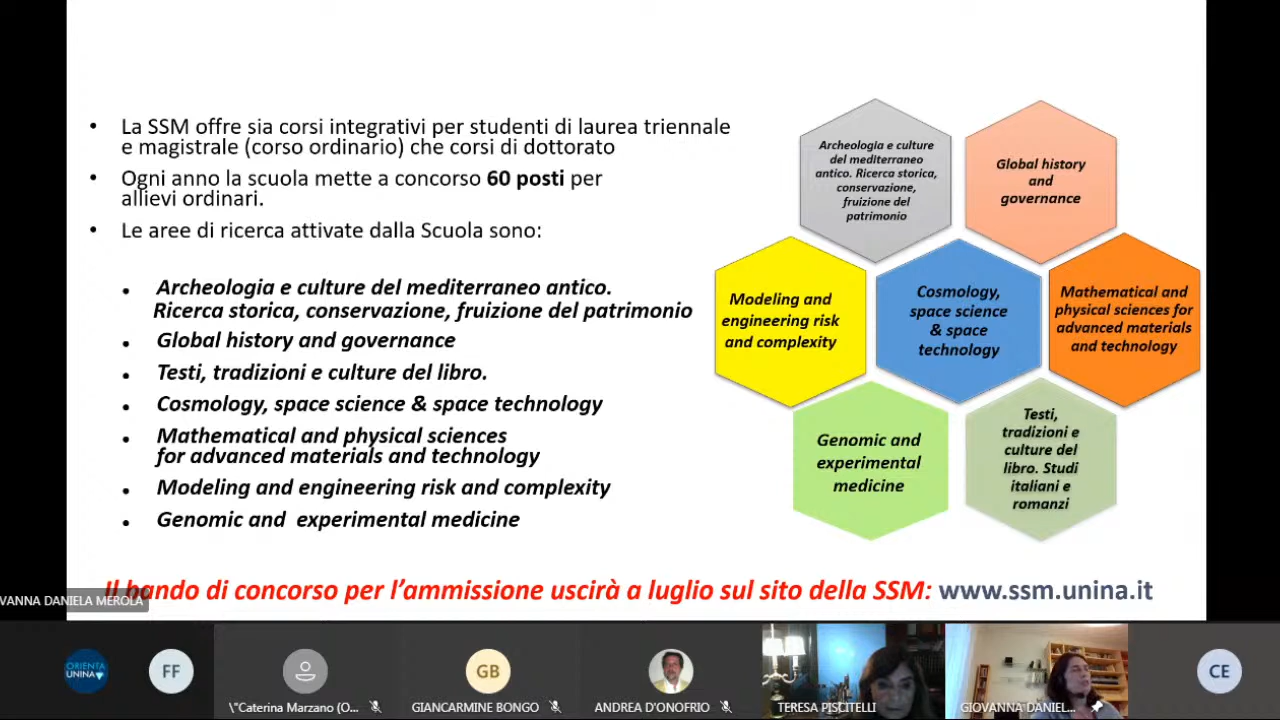 • La SSM offre sia corsi integrativi per studenti di laurea triennale
e magistrale (corso ordinario) che corsi di dottorato
• Ogni anno la scuola mette a concorso 60 posti per
allievi ordinari.
• Le aree di ricerca attivate dalla Scuola sono:
• Archeologia e culture del mediterraneo antico.
Ricerca storica, conservazione, fruizione del patrimonio
• Global history and governance
• Testi, tradizioni e culture del libro.
• Cosmology, space science & space technology
• Mathematical and physical sciences
for advanced materials and technology
• Modeling and engineering risk and complexity
• Genomic and experimental medicine
Archeologia e culture
del mediterraneo
antico. Ricerca storica,
conservazione,
fruizione del
patrimonio
Global history
and
governance
Modeling and
engineering risk
and complexity
Cosmology,
space science
& space
technology
Mathematical and
physical sciences for
advanced materials
and technology
Genomic and
experimental
medicine
Testi,
tradizioni e
culture del
libro. Studi
italiani e
romanzi
Il bando di concorso per l’ammissione uscirà a luglio sul sito della SSM: www.ssm.unina.it
VANNA DANIELA MEROLA
ORIENTA
UNINA
FF
\"Caterina Marzano (O...
GB
GIANCARMINE BONGO
ANDREA D'ONOFRIO
TERESA PISCITELLI
GIOVANNA DANIEL...
CE